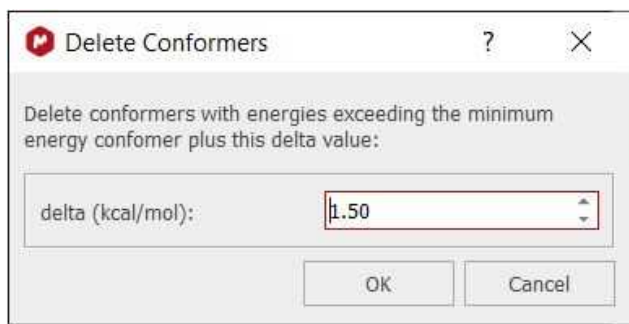 Delete Conformers ?
Delete conformers with energies exceeding the minimum
energy confomer plus this delta value:
delta (kcal/mol): 1.50
OK Cancel